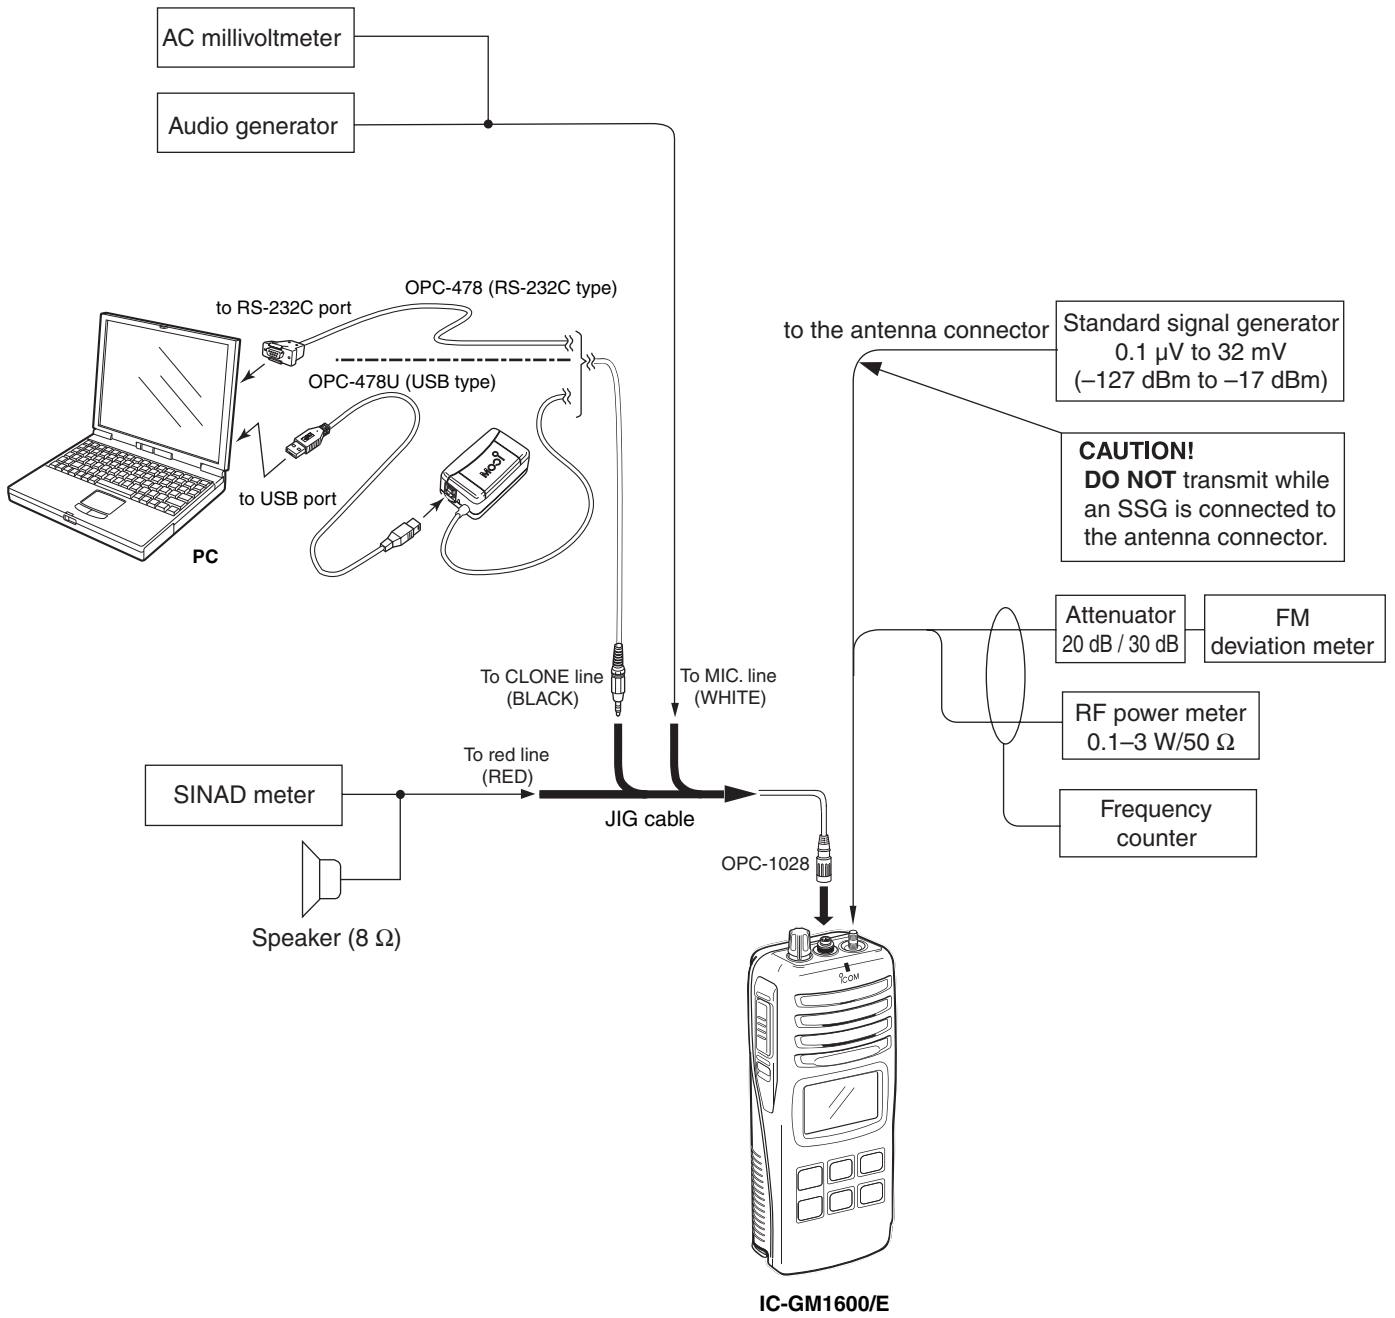 AC millivoltmeter
Audio generator
OPC-478 (RS-232C type)
to RS-232C port
OPC-478U (USB type)
to USB port
PC
iCOM
to the antenna connector
Standard signal generator
0.1 µV to 32 mV
(–127 dBm to –17 dBm)
CAUTION!
DO NOT transmit while
an SSG is connected to
the antenna connector.
Attenuator
20 dB / 30 dB
FM
deviation meter
RF power meter
0.1–3 W/50 Ω
Frequency
counter
To CLONE line
(BLACK)
To MIC. line
(WHITE)
To red line
(RED)
SINAD meter
JIG cable
OPC-1028
Speaker (8 Ω)
iCOM
IC-GM1600/E